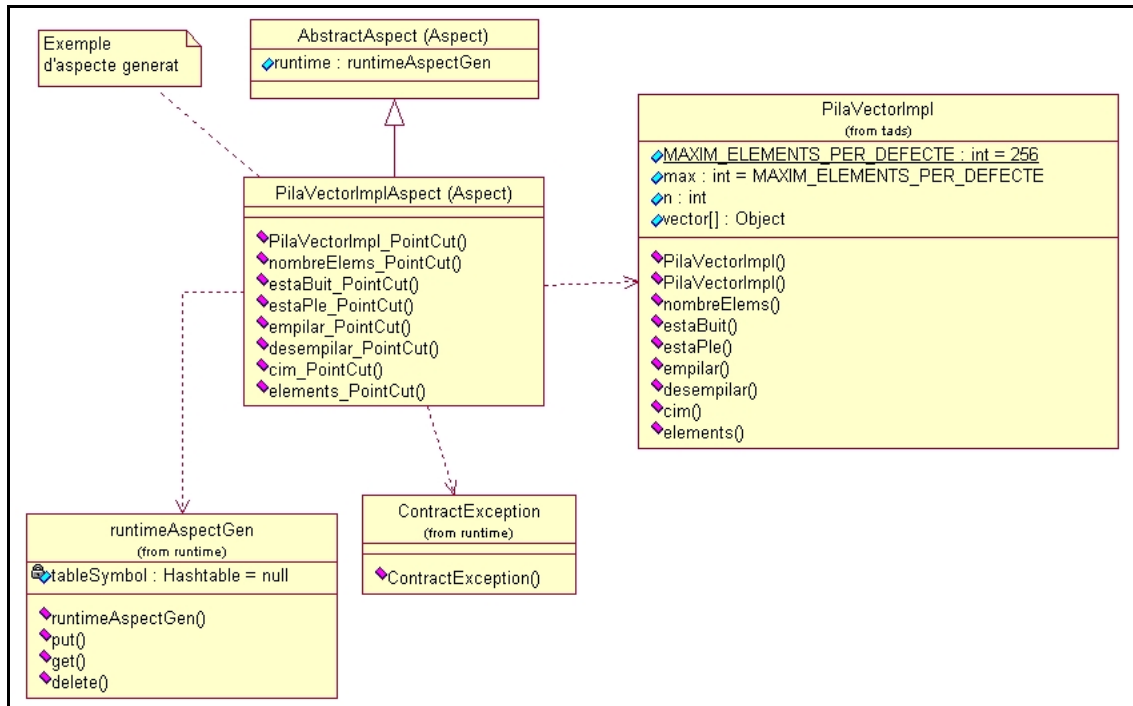 Exemple
d'aspecte generat
AbstractAspect (Aspect)
runtime : runtimeAspectGen
PilaVectorImplAspect (Aspect)
PilaVectorImpl_PointCut()
nombreElems_PointCut()
estaBuit_PointCut()
estaPle_PointCut()
empilar_PointCut()
desempilar_PointCut()
cim_PointCut()
elements_PointCut()
PilaVectorImpl
(from tads)
MAXIM_ELEMENTS_PER_DEFECTE : int = 256
max : int = MAXIM_ELEMENTS_PER_DEFECTE
n : int
vector[] : Object
PilaVectorImpl()
PilaVectorImpl()
nombreElems()
estaBuit()
estaPle()
empilar()
desempilar()
cim()
elements()
runtimeAspectGen
(from runtime)
tableSymbol : Hashtable = null
runtimeAspectGen()
put()
get()
delete()
ContractException
(from runtime)
ContractException()